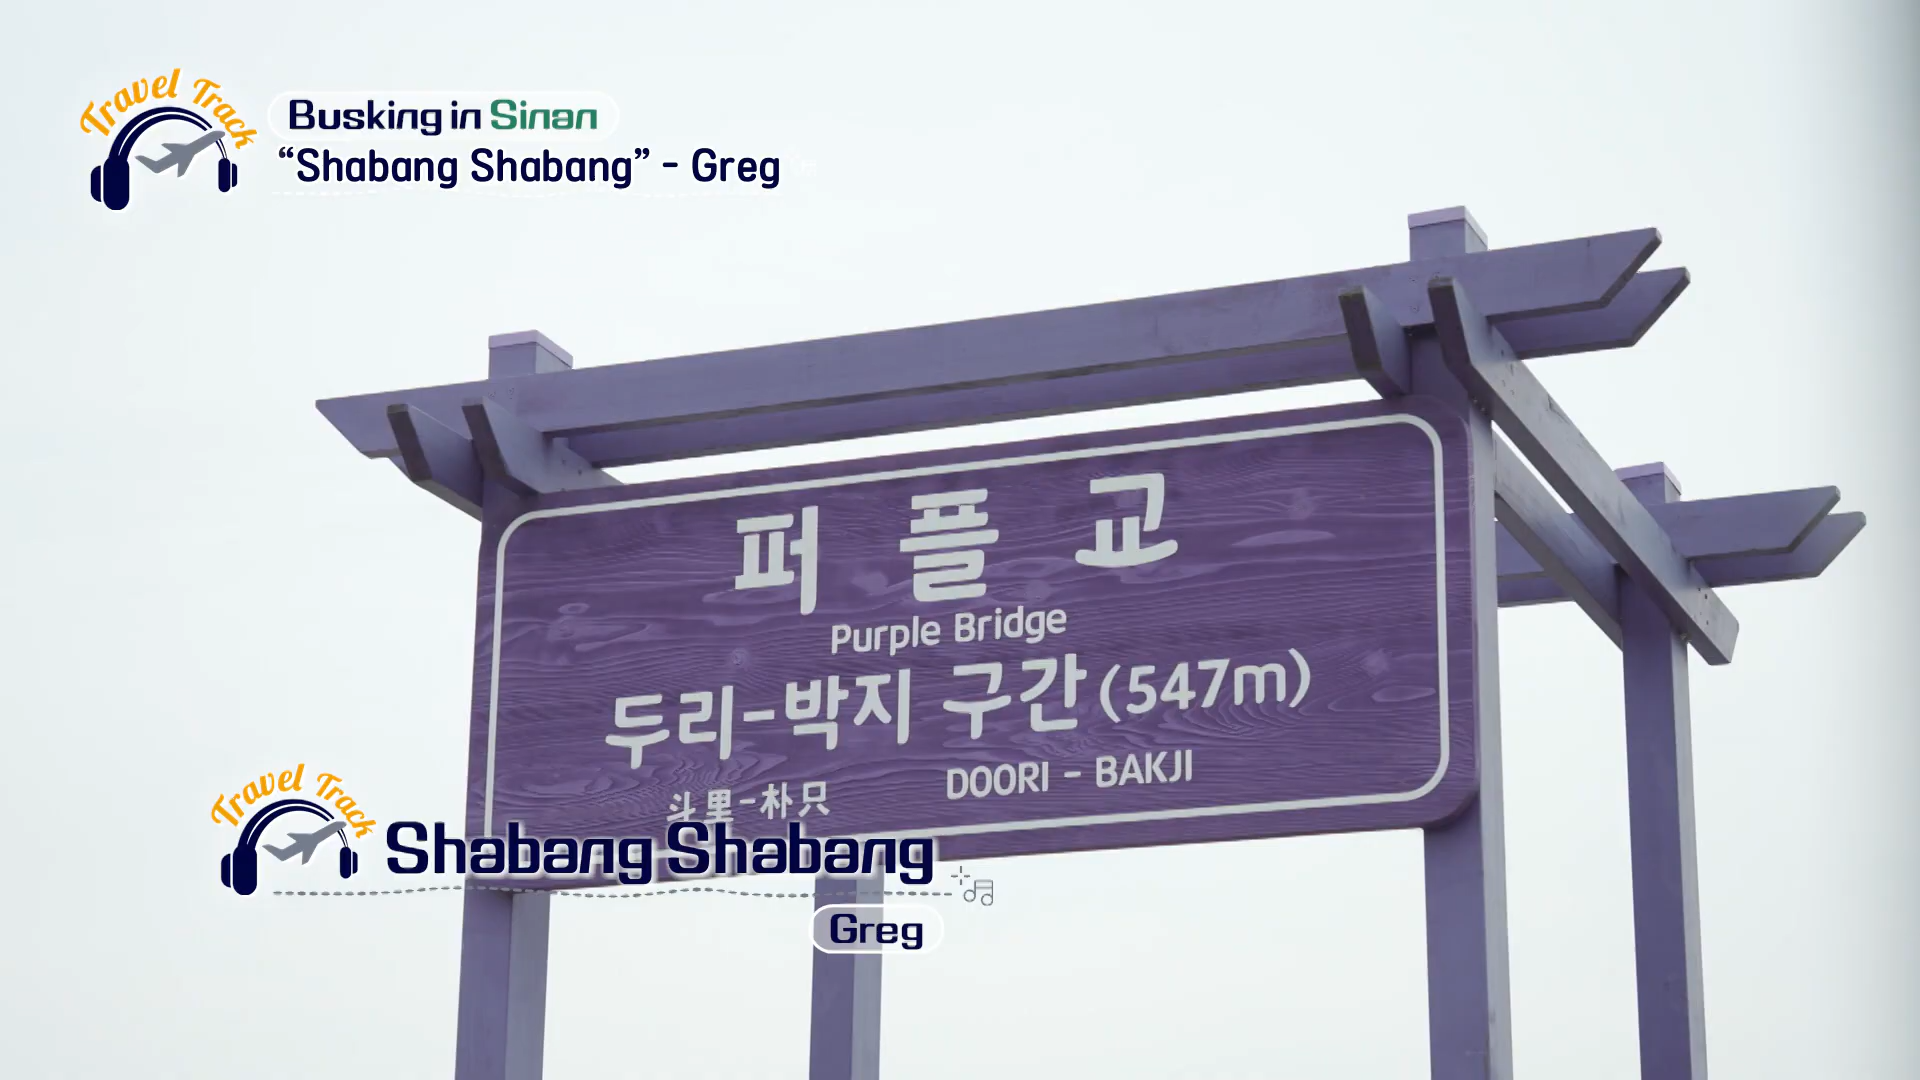 Travel Track
Busking in Sinan
“Shabang Shabang” - Greg
퍼플교
Purple Bridge
두리-박지 구간(547m)
斗里-朴只 DOORI - BAKJI
Travel Track
Shabang Shabang
Greg